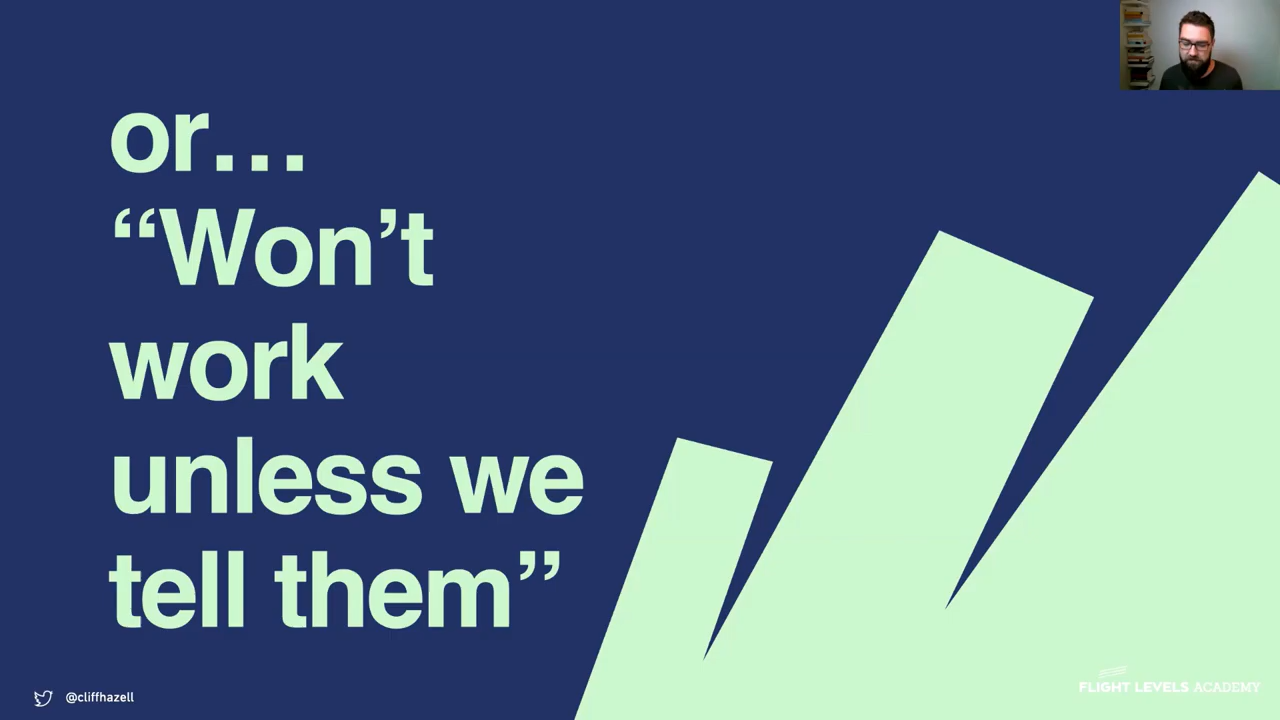 or…
“Won’t
work
unless we
tell them”
@cliffhazell
FLIGHT LEVELS ACADEMY